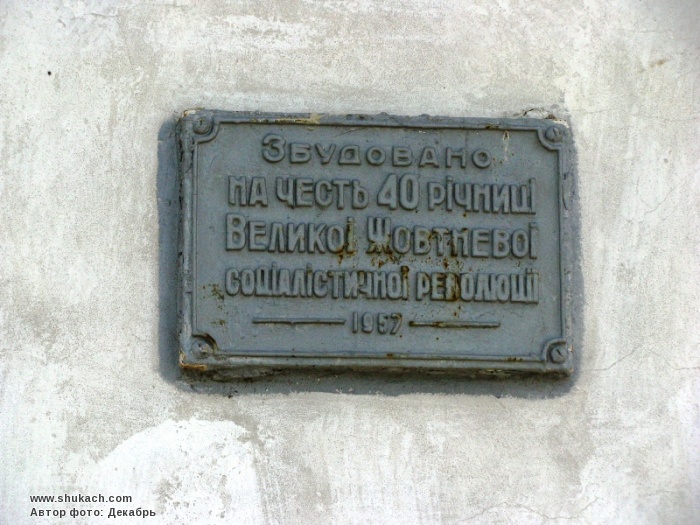 Збудовано
на честь 40 річниці
Великої Жовтневої
соціалістичної революції
1957
www.shukach.com
Автор фото: Декабрь